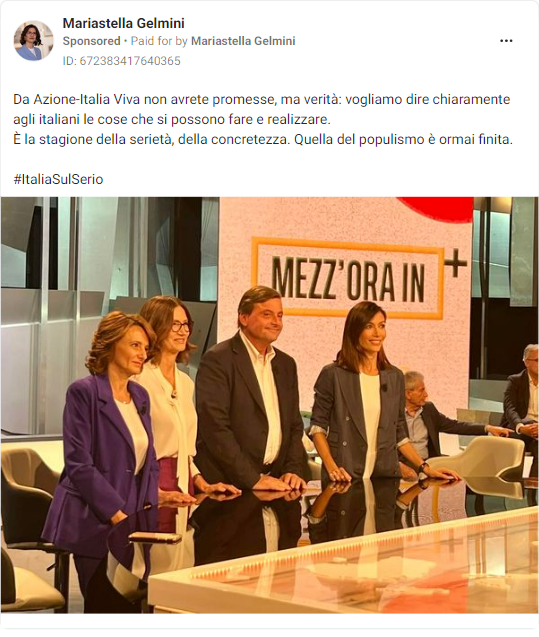 Mariastella Gelmini
Sponsored • Paid for by Mariastella Gelmini
ID: 672383417640365
Da Azione-Italia Viva non avrete promesse, ma verità: vogliamo dire chiaramente
agli italiani le cose che si possono fare e realizzare.
È la stagione della serietà, della concretezza. Quella del populismo è ormai finita.
#ItaliaSulSerio
MEZZ'ORA IN +